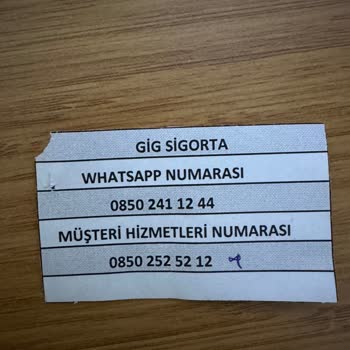 GİG SİGORTA
WHATSAPP NUMARASI
0850 241 12 44
MÜŞTERİ HİZMETLERİ NUMARASI
0850 252 52 12